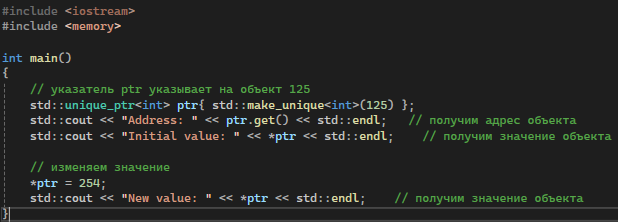 #include <iostream>
#include <memory>
int main()
{
// указатель ptr указывает на объект 125
std::unique_ptr<int> ptr{ std::make_unique<int>(125) };
std::cout << "Address: " << ptr.get() << std::endl; // получим адрес объекта
std::cout << "Initial value: " << *ptr << std::endl; // получим значение объекта
// изменяем значение
*ptr = 254;
std::cout << "New value: " << *ptr << std::endl; // получим значение объекта
}